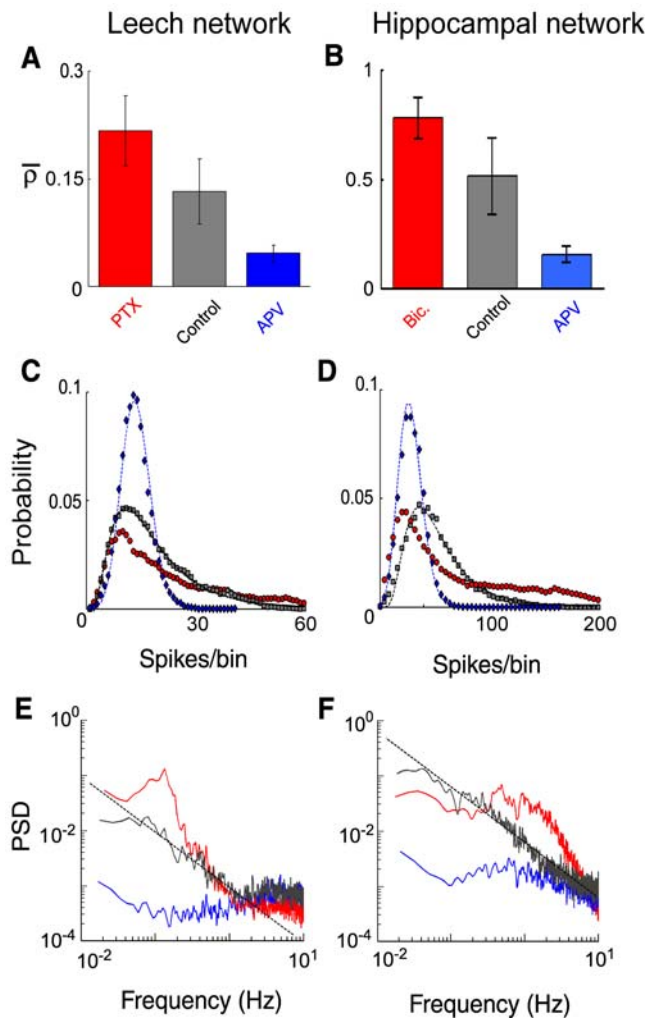 Leech network Hippocampal network
A B
0.3 1
0.15 0.5
ρ̅
0 0
PTX Control APV Bic. Control APV
C D
0.1 0.1
0.05 0.05
Probability
0 0
0 30 60 0 100 200
Spikes/bin Spikes/bin
E F
10^0 10^0
PSD
10^-2 10^-2
10^-4 10^-4
10^-2 10^1 10^-2 10^1
Frequency (Hz) Frequency (Hz)